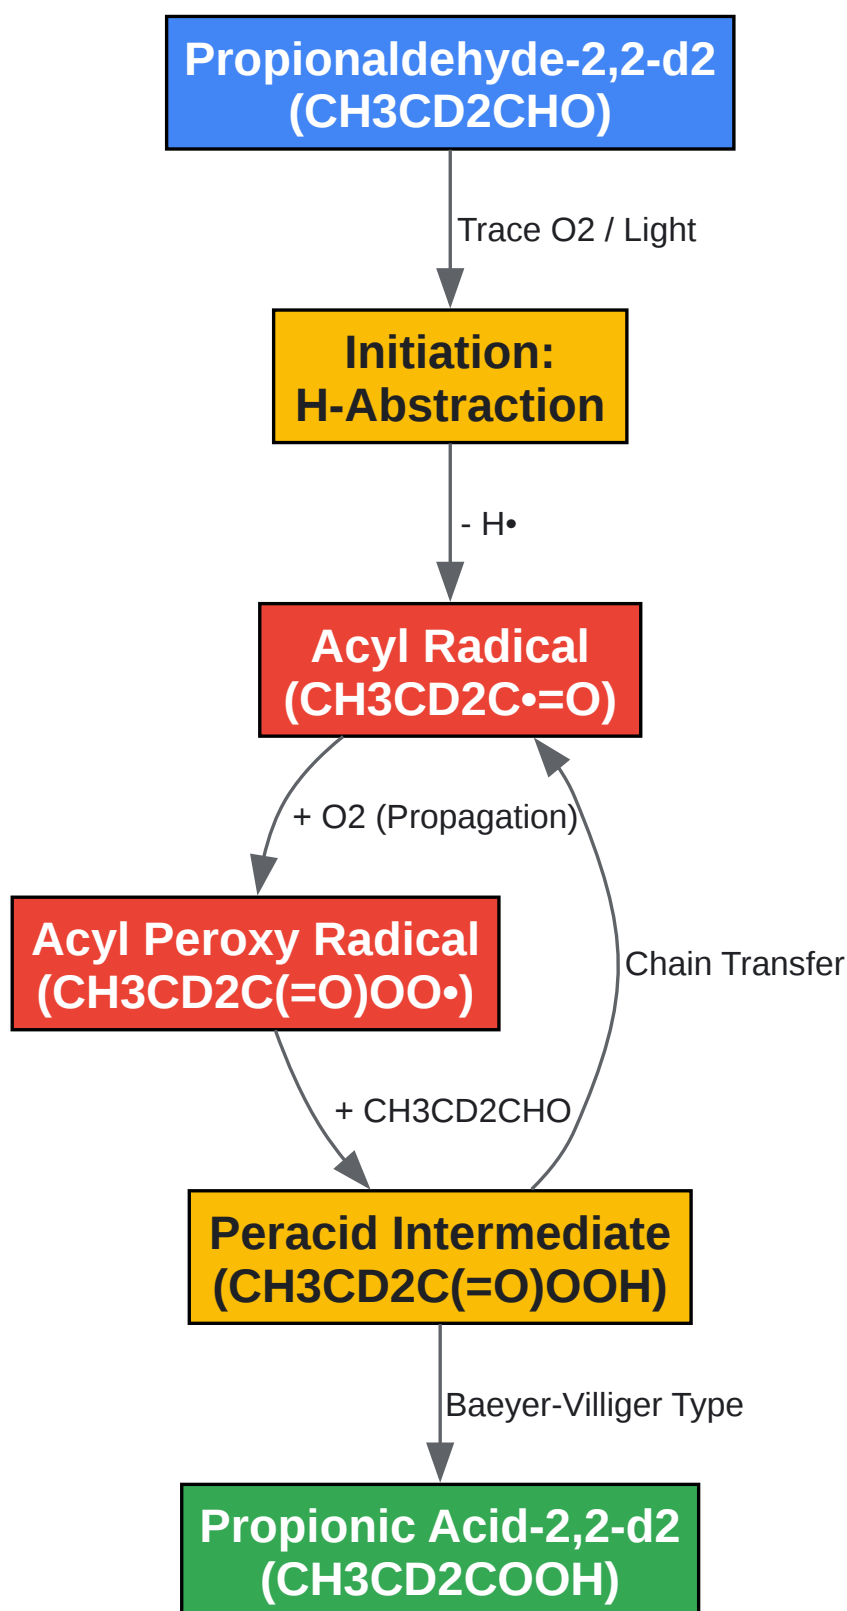 Propionaldehyde-2,2-d2
(CH3CD2CHO)
Trace O2 / Light
Initiation:
H-Abstraction
- H•
Acyl Radical
(CH3CD2C•=O)
+ O2 (Propagation)
Acyl Peroxy Radical
(CH3CD2C(=O)OO•)
Chain Transfer
+ CH3CD2CHO
Peracid Intermediate
(CH3CD2C(=O)OOH)
Baeyer-Villiger Type
Propionic Acid-2,2-d2
(CH3CD2COOH)